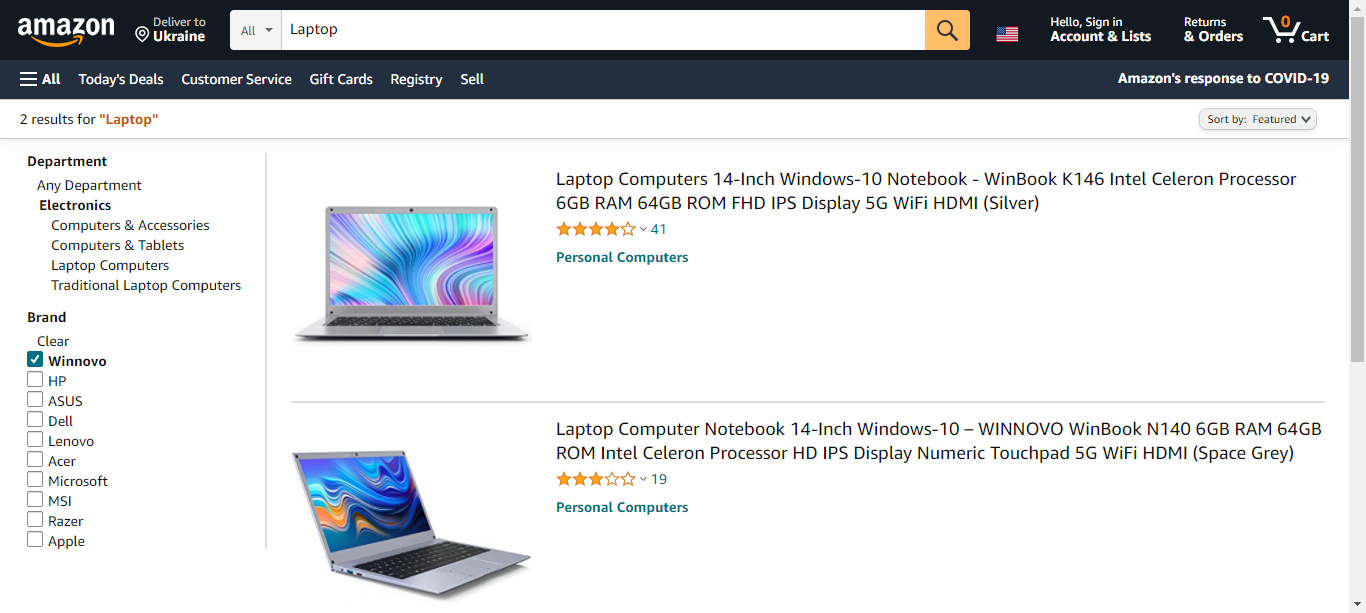 amazon
Deliver to
Ukraine
All
Laptop
Hello, Sign in
Account & Lists
Returns
& Orders
0
Cart
All
Today's Deals
Customer Service
Gift Cards
Registry
Sell
Amazon's response to COVID-19
2 results for "Laptop"
Sort by: Featured
Department
Any Department
Electronics
Computers & Accessories
Computers & Tablets
Laptop Computers
Traditional Laptop Computers
Brand
Clear
Winnovo
HP
ASUS
Dell
Lenovo
Acer
Microsoft
MSI
Razer
Apple
Laptop Computers 14-Inch Windows-10 Notebook - WinBook K146 Intel Celeron Processor
6GB RAM 64GB ROM FHD IPS Display 5G WiFi HDMI (Silver)
41
Personal Computers
Laptop Computer Notebook 14-Inch Windows-10 – WINNOVO WinBook N140 6GB RAM 64GB
ROM Intel Celeron Processor HD IPS Display Numeric Touchpad 5G WiFi HDMI (Space Grey)
19
Personal Computers